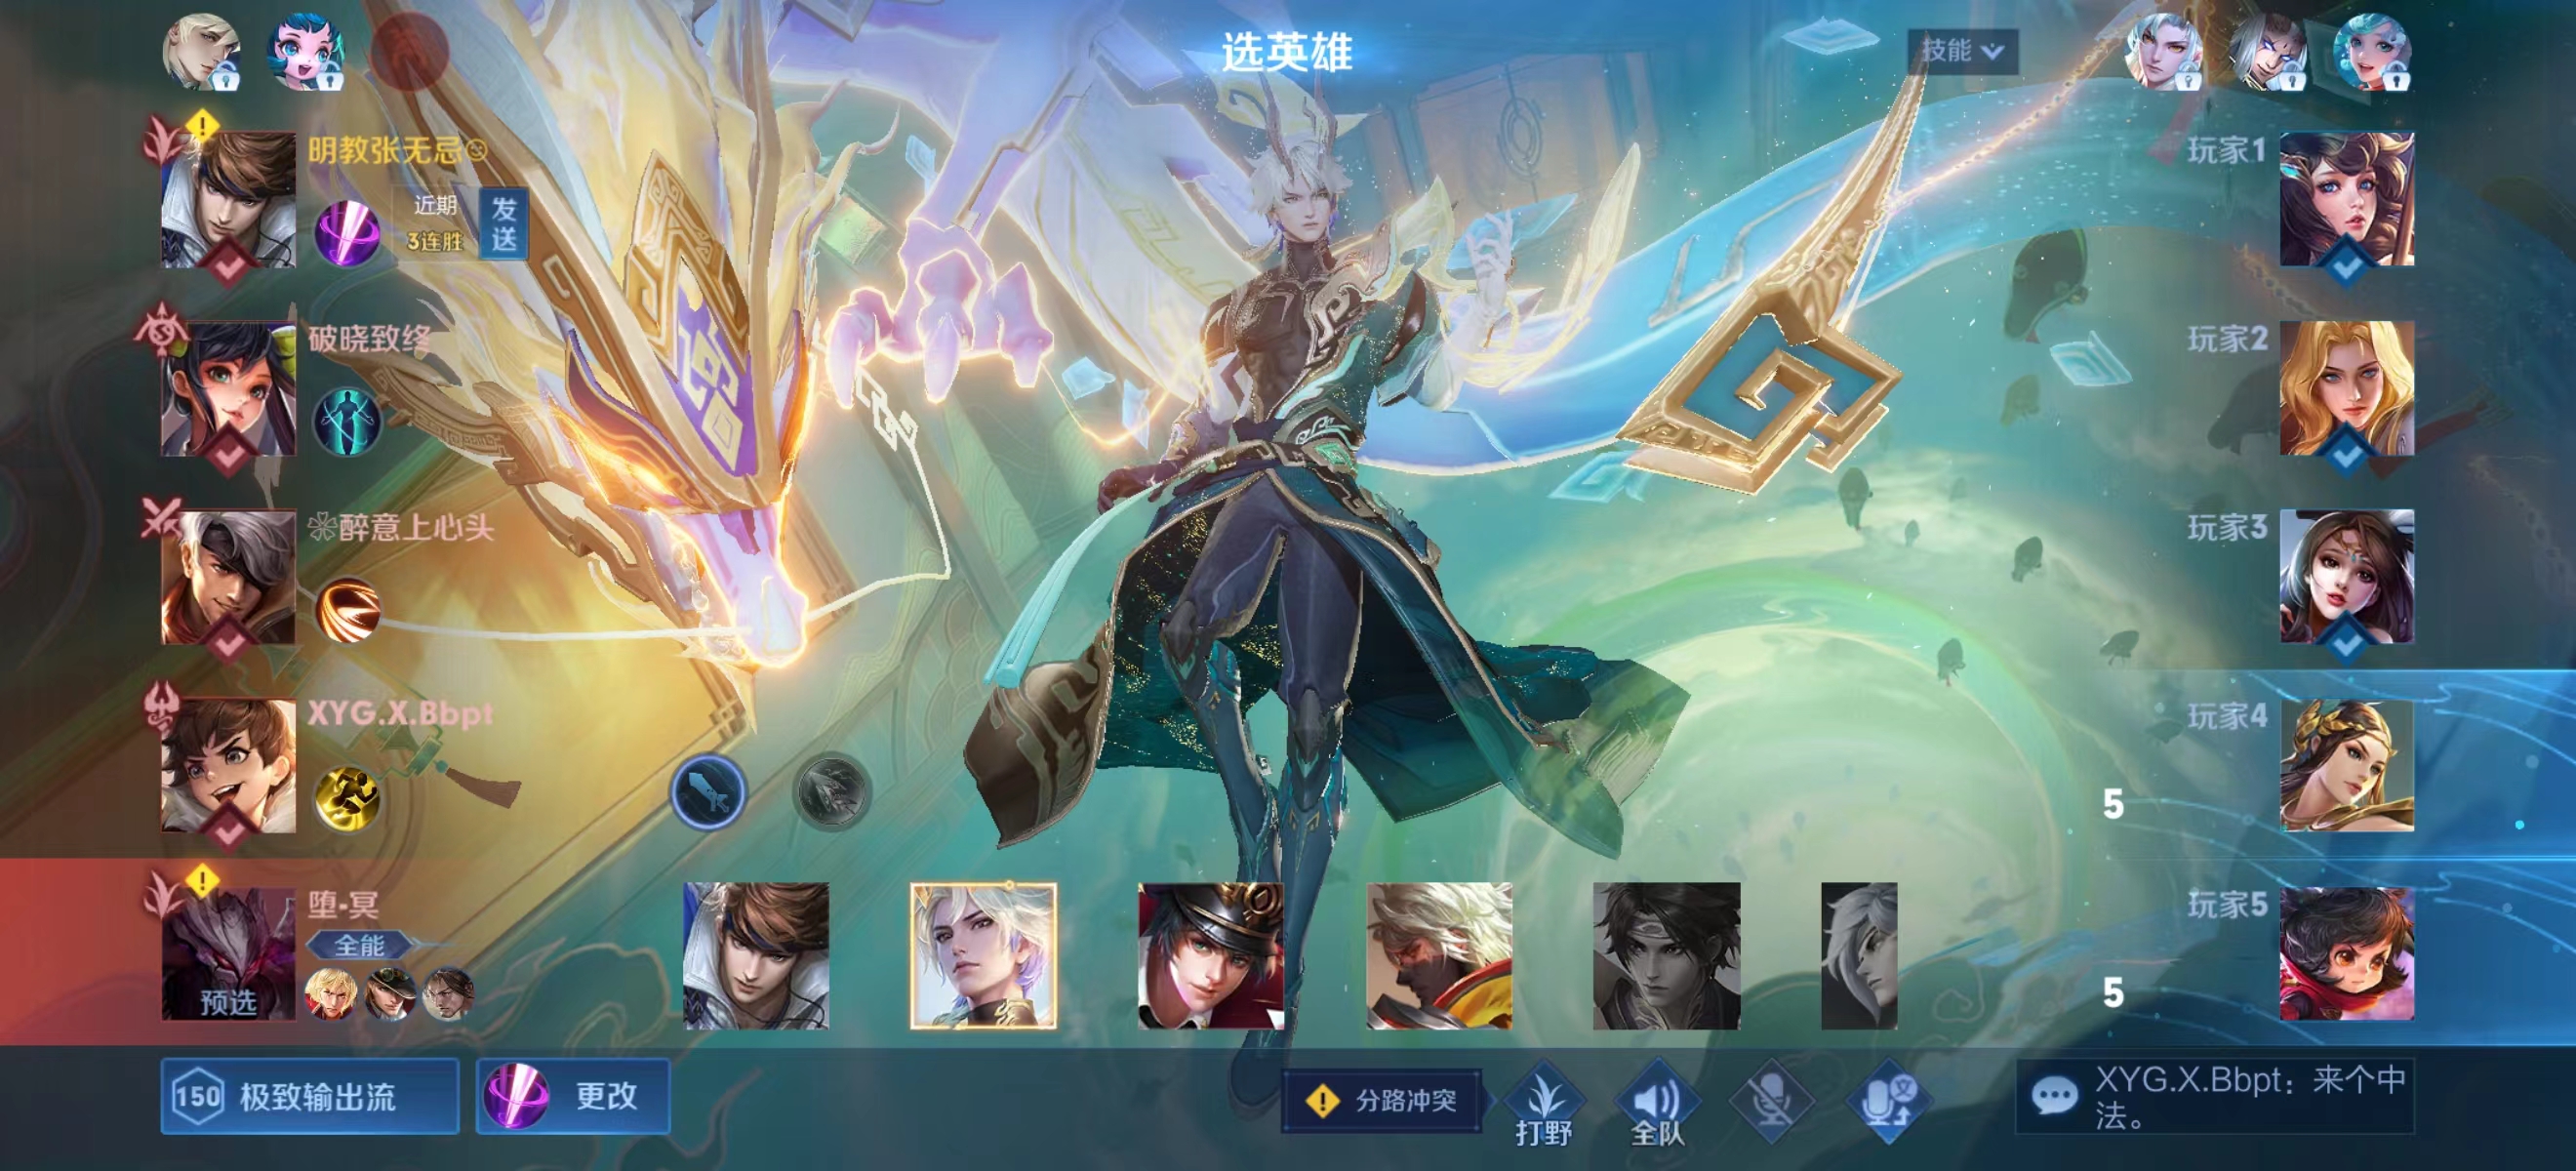 选英雄
技能
明教张无忌☺
近期
3连胜
发送
破晓致终
❀醉意上心头
XYG.X.Bbpt
堕-冥
全能
预选
玩家1
玩家2
玩家3
玩家4
5
玩家5
5
150 极致输出流
更改
分路冲突
打野
全队
XYG.X.Bbpt：来个中
法。